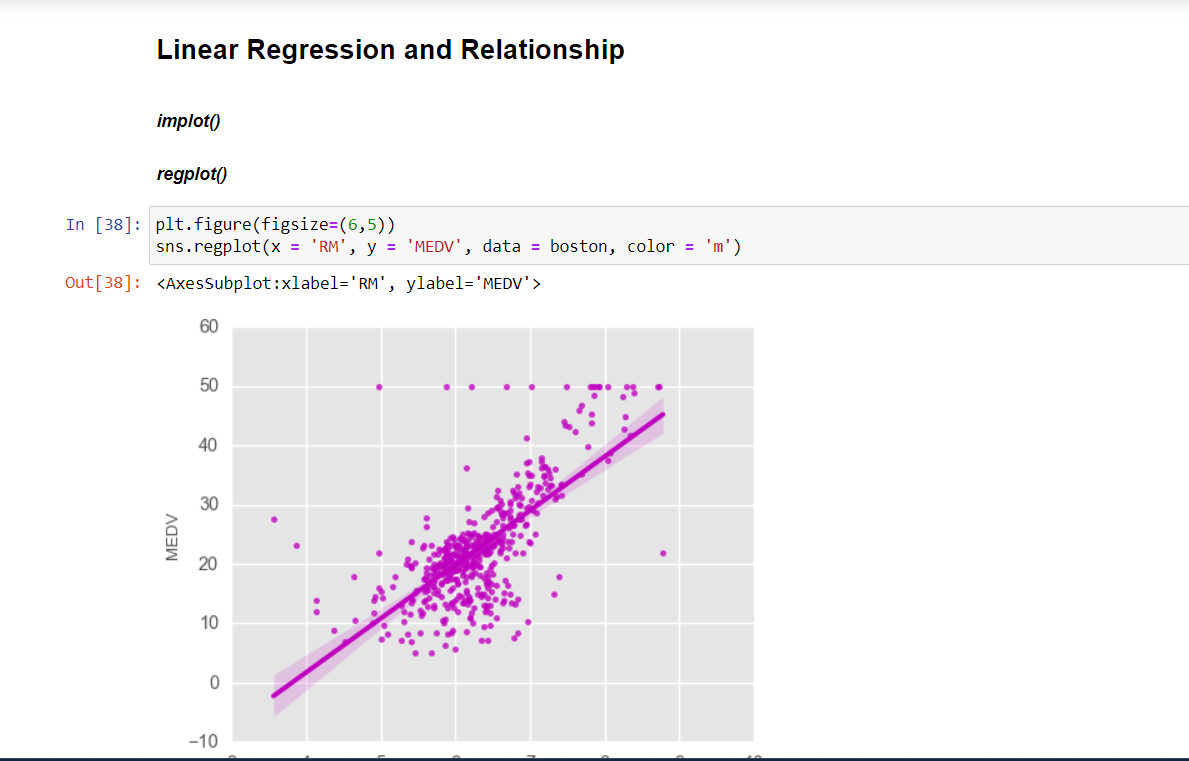 Linear Regression and Relationship
implot()
regplot()
In [38]: plt.figure(figsize=(6,5))
sns.regplot(x = 'RM', y = 'MEDV', data = boston, color = 'm')
Out[38]: <AxesSubplot:xlabel='RM', ylabel='MEDV'>
60
50
40
30
20
10
0
−10
MEDV